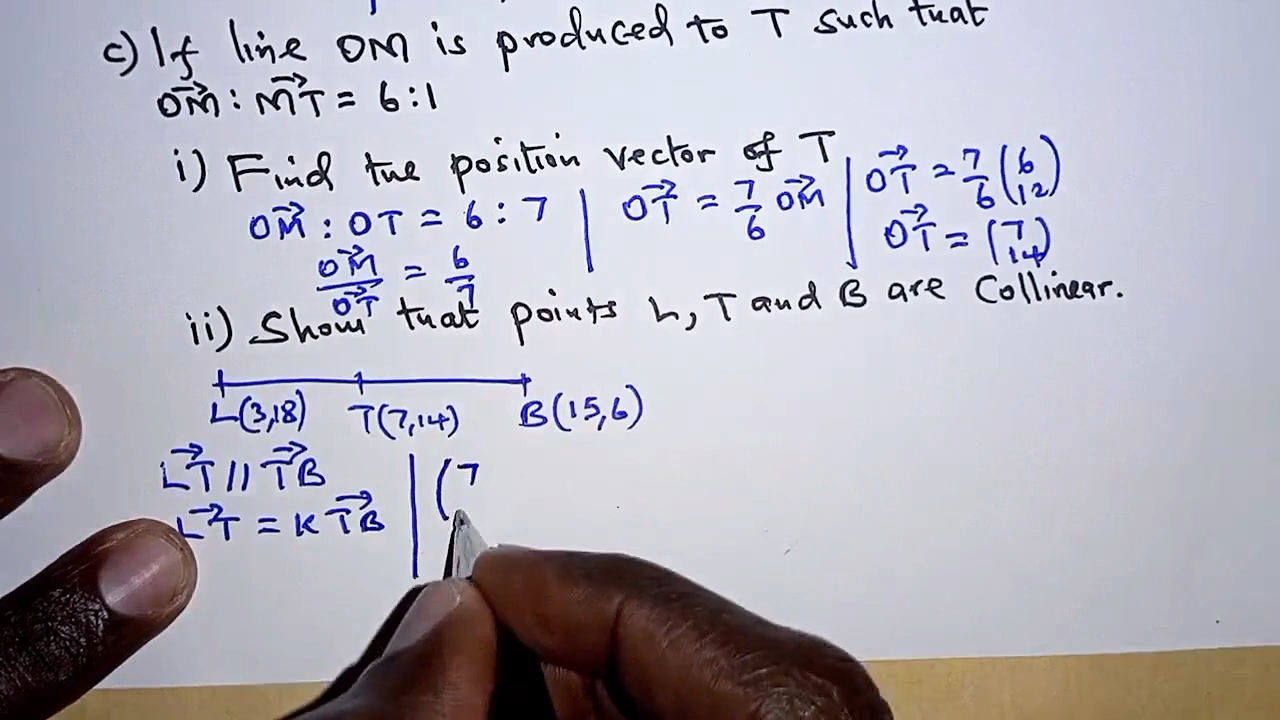 c) If line OM is produced to T such that
OM : MT = 6:1
i) Find the position vector of T
OM : OT = 6 : 7 | OT = 7/6 OM | OT = 7/6 (6 12)
OM/OT = 6/7
OT = (7 14)
ii) Show that points L, T and B are Collinear.
L(3,18) T(7,14) B(15,6)
LT // TB | (7
LT = K TB